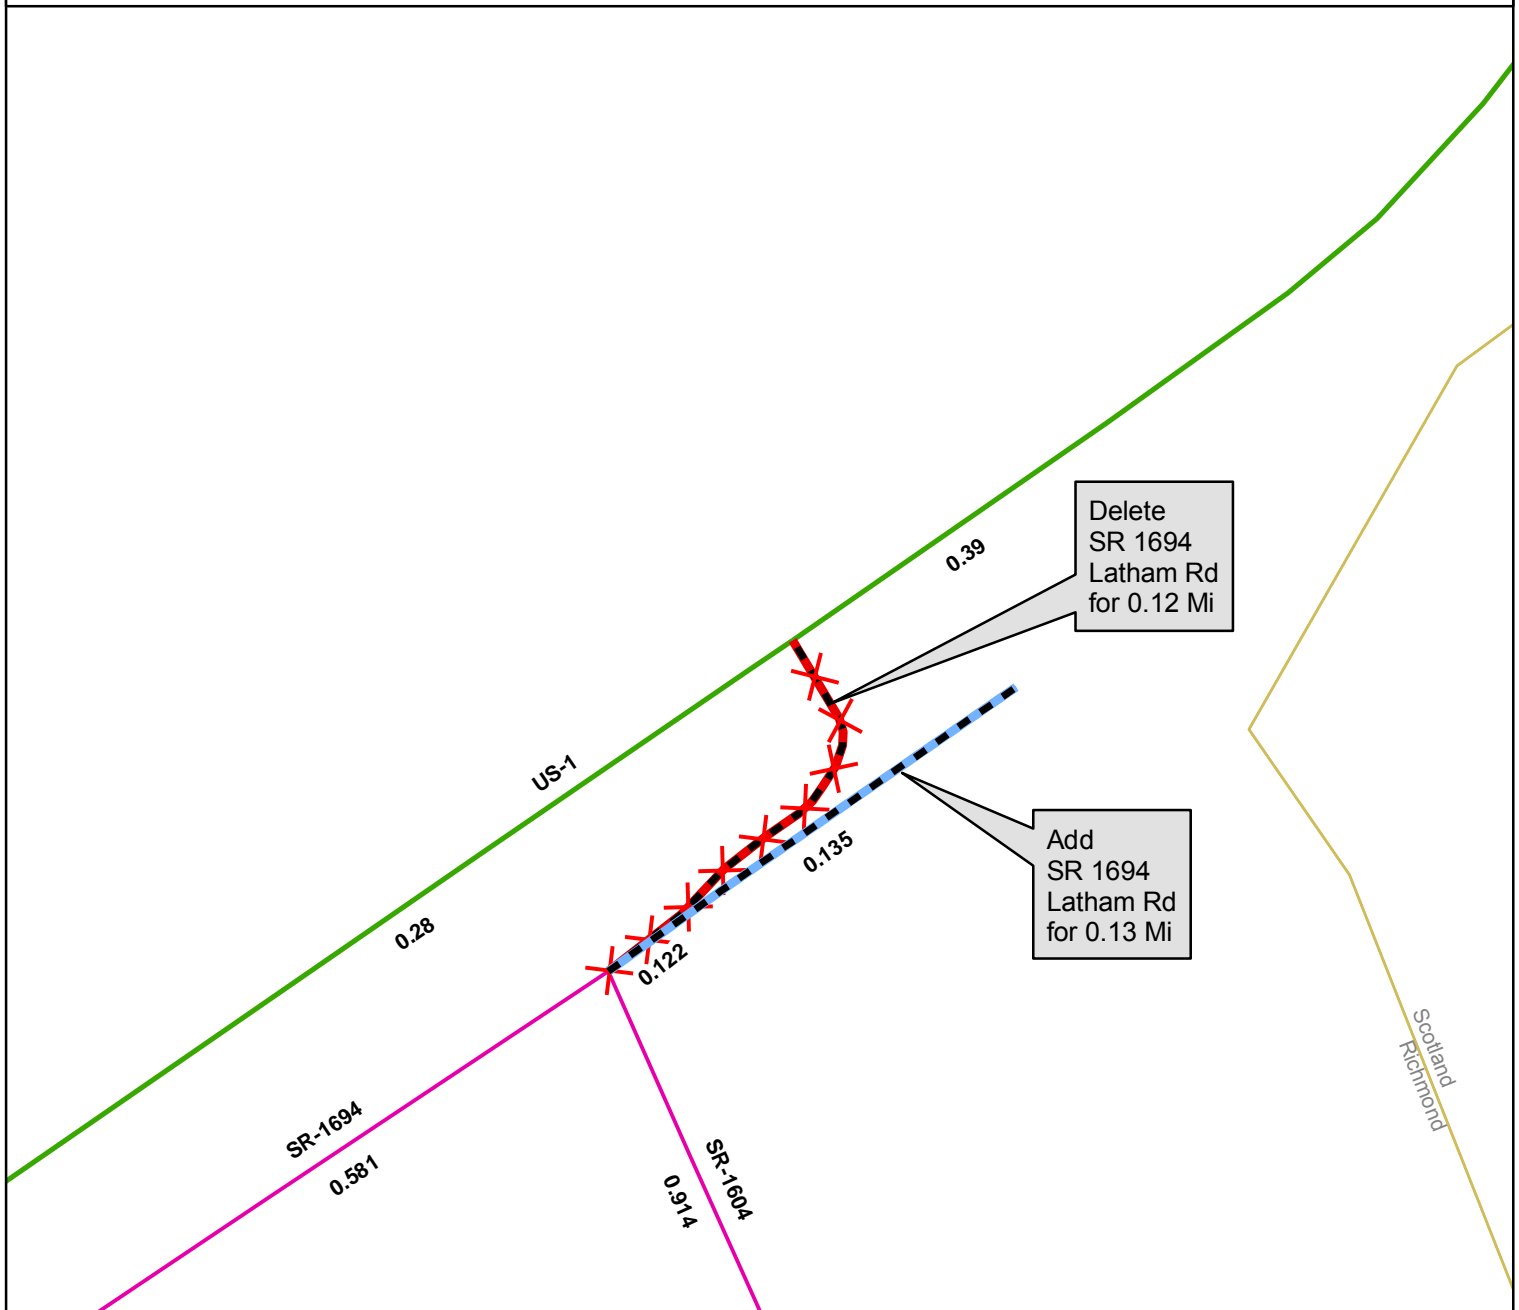 Delete
SR 1694
Latham Rd
for 0.12 Mi
0.39
US-1
0.28
0.135
Add
SR 1694
Latham Rd
for 0.13 Mi
0.122
SR-1694
0.581
SR-1604
0.914
Scotland
Richmond